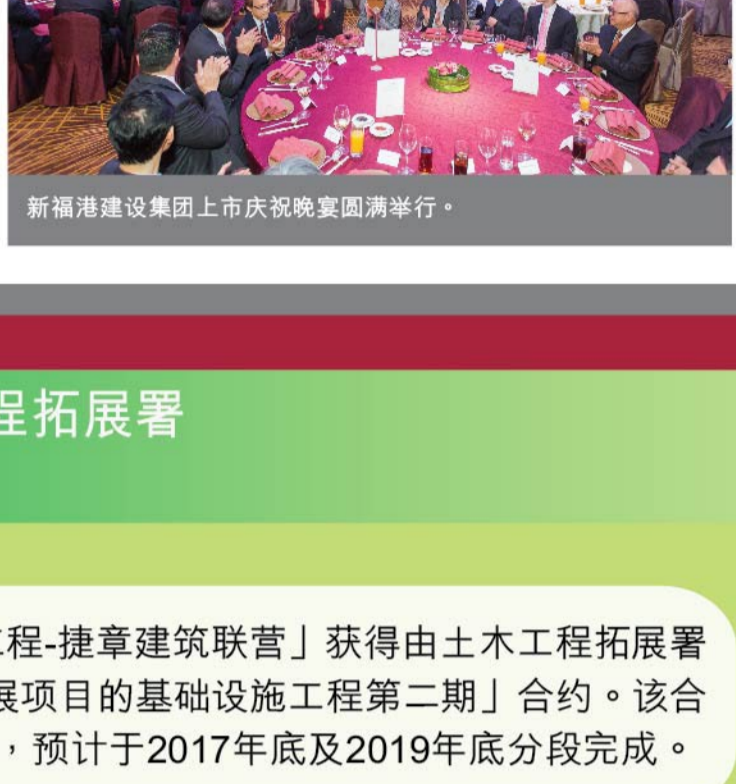 新福港建设集团上市庆祝晚宴圆满举行。
程拓展署
工程-捷章建筑联营」获得由土木工程拓展署
展项目的基础设施工程第二期」合约。该合
，预计于2017年底及2019年底分段完成。